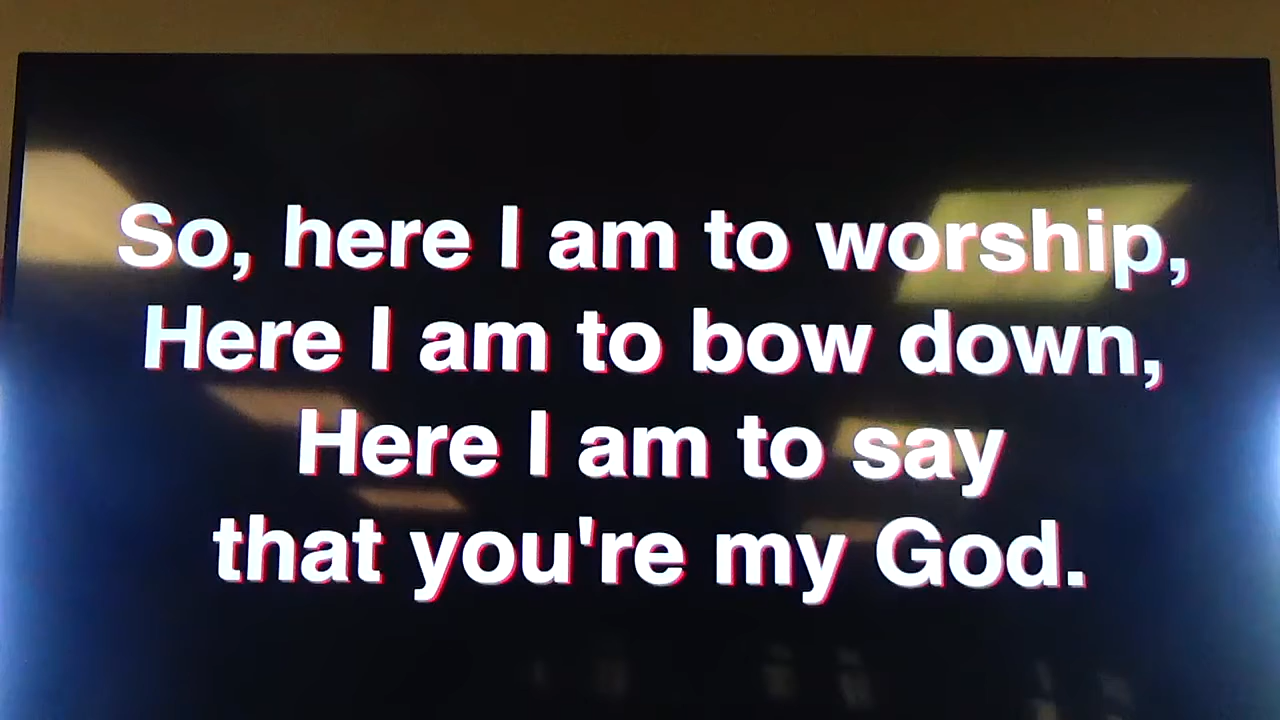 So, here I am to worship,
Here I am to bow down,
Here I am to say
that you're my God.